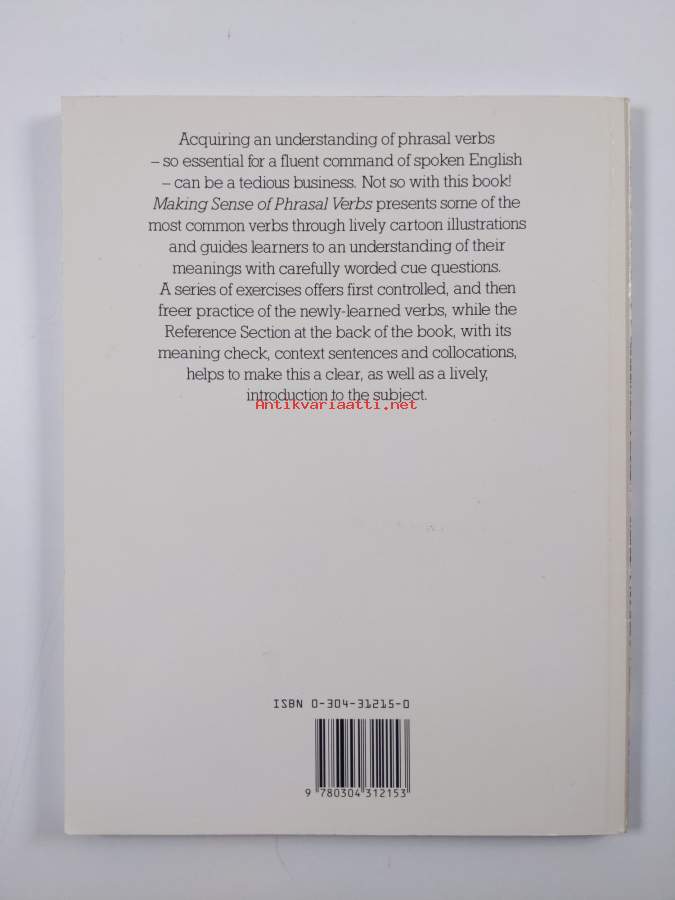 Acquiring an understanding of phrasal verbs
– so essential for a fluent command of spoken English
– can be a tedious business. Not so with this book!
Making Sense of Phrasal Verbs presents some of the
most common verbs through lively cartoon illustrations
and guides learners to an understanding of their
meanings with carefully worded cue questions.
A series of exercises offers first controlled, and then
freer practice of the newly-learned verbs, while the
Reference Section at the back of the book, with its
meaning check, context sentences and collocations,
helps to make this a clear, as well as a lively,
introduction to the subject.
Antikvariaatti.net
ISBN 0-304-31215-0
9 780304 312153